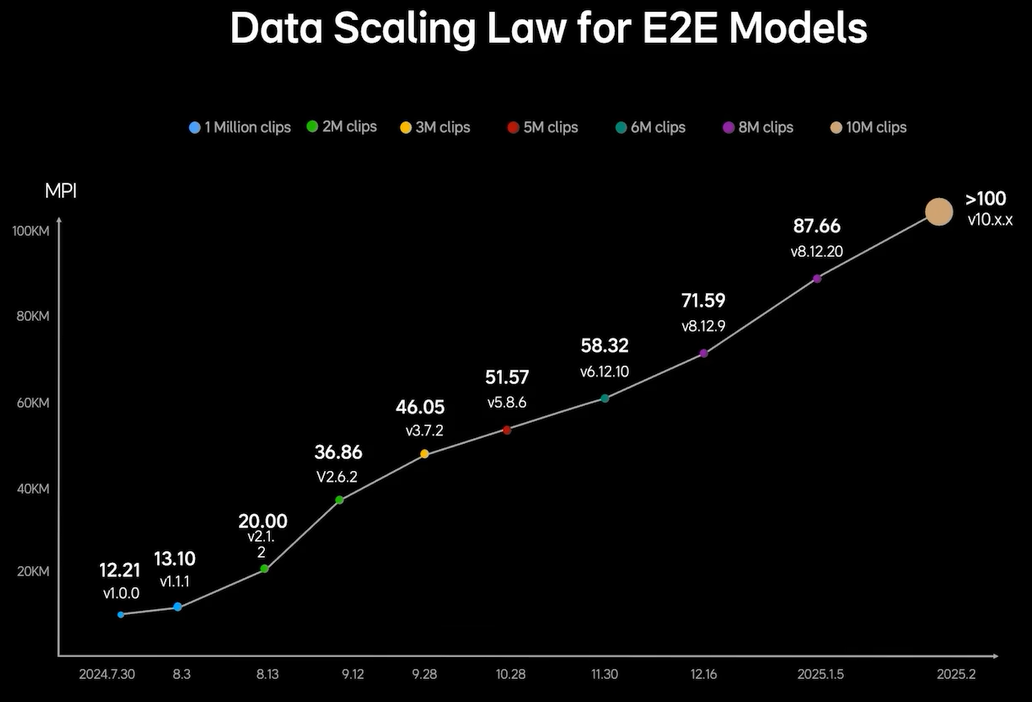 Data Scaling Law for E2E Models
1 Million clips
2M clips
3M clips
5M clips
6M clips
8M clips
10M clips
MPI
100KM
80KM
60KM
40KM
20KM
12.21
v1.0.0
13.10
v1.1.1
20.00
v2.1.
2
36.86
V2.6.2
46.05
v3.7.2
51.57
v5.8.6
58.32
v6.12.10
71.59
v8.12.9
87.66
v8.12.20
>100
v10.x.x
2024.7.30
8.3
8.13
9.12
9.28
10.28
11.30
12.16
2025.1.5
2025.2